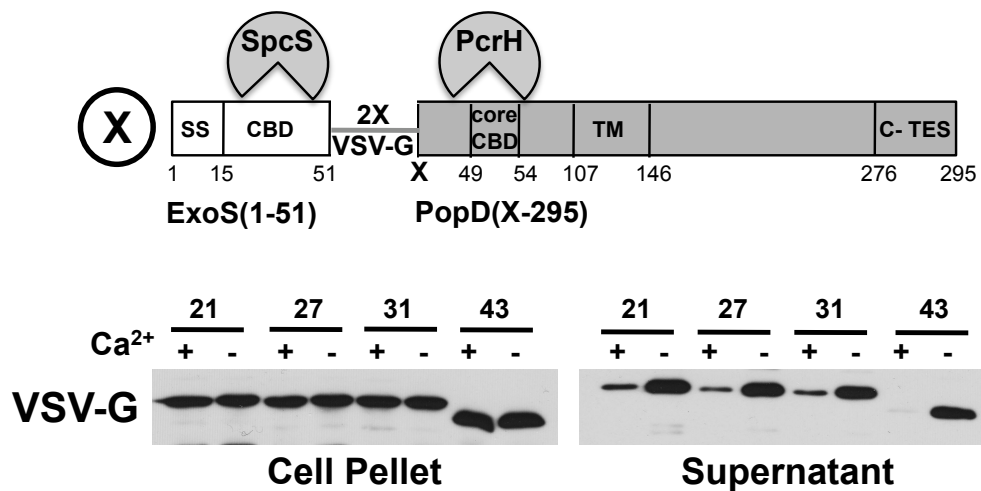 SpcS PcrH
X SS CBD 2X VSV-G core CBD TM C- TES
1 15 51 X 49 54 107 146 276 295
ExoS(1-51) PopD(X-295)
21 27 31 43 21 27 31 43
Ca2+ + - + - + - + - + - + - + - + -
VSV-G
Cell Pellet Supernatant